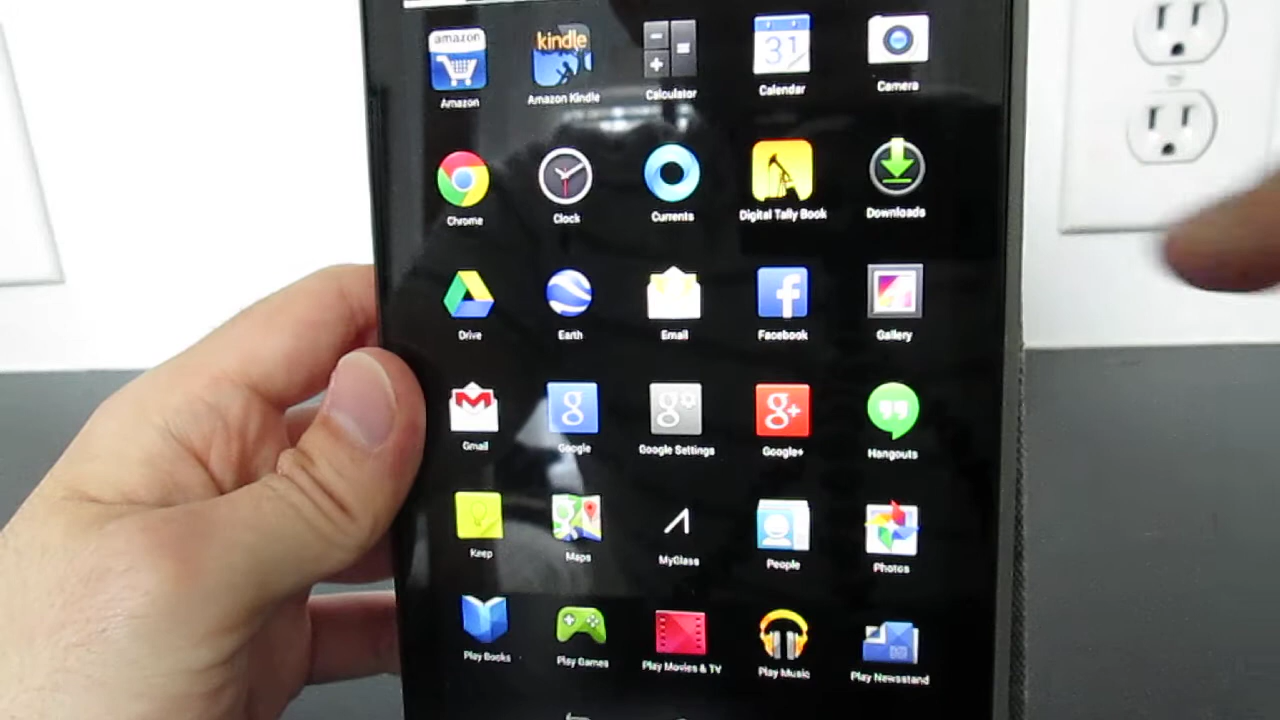 amazon
kindle
31
Amazon
Amazon Kindle
Calculator
Calendar
Camera
Chrome
Clock
Currents
Digital Tally Book
Downloads
Drive
Earth
Email
Facebook
Gallery
Gmail
Google
Google Settings
Google+
Hangouts
Keep
Maps
MyGlass
People
Photos
Play Books
Play Games
Play Movies & TV
Play Music
Play Newsstand